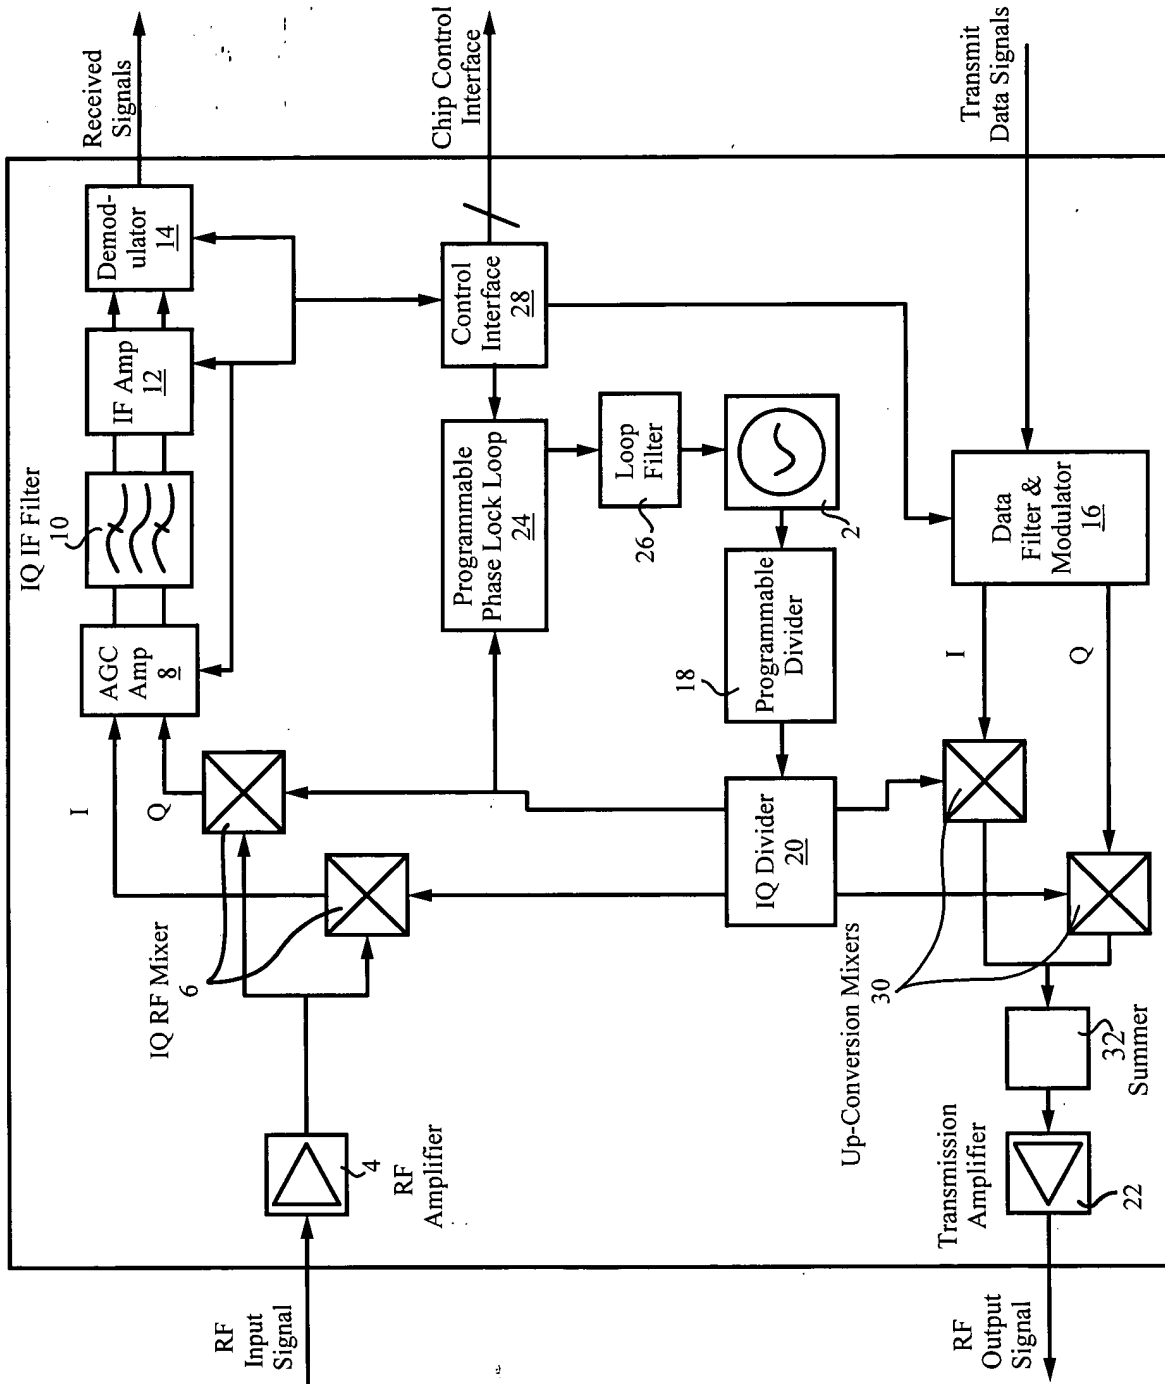 RF
Input
Signal
4
RF
Amplifier
IQ RF Mixer
6
I
Q
AGC
Amp
8
IQ IF Filter
10
IF Amp
12
Demod-
ulator
14
Received
Signals
Programmable
Phase Lock Loop
24
Control
Interface
28
Chip Control
Interface
Loop
Filter
26
2
Programmable
Divider
18
IQ Divider
20
Up-Conversion Mixers
30
I
Q
Data
Filter &
Modulator
16
Transmit
Data Signals
32
Summer
Transmission
Amplifier
22
RF
Output
Signal